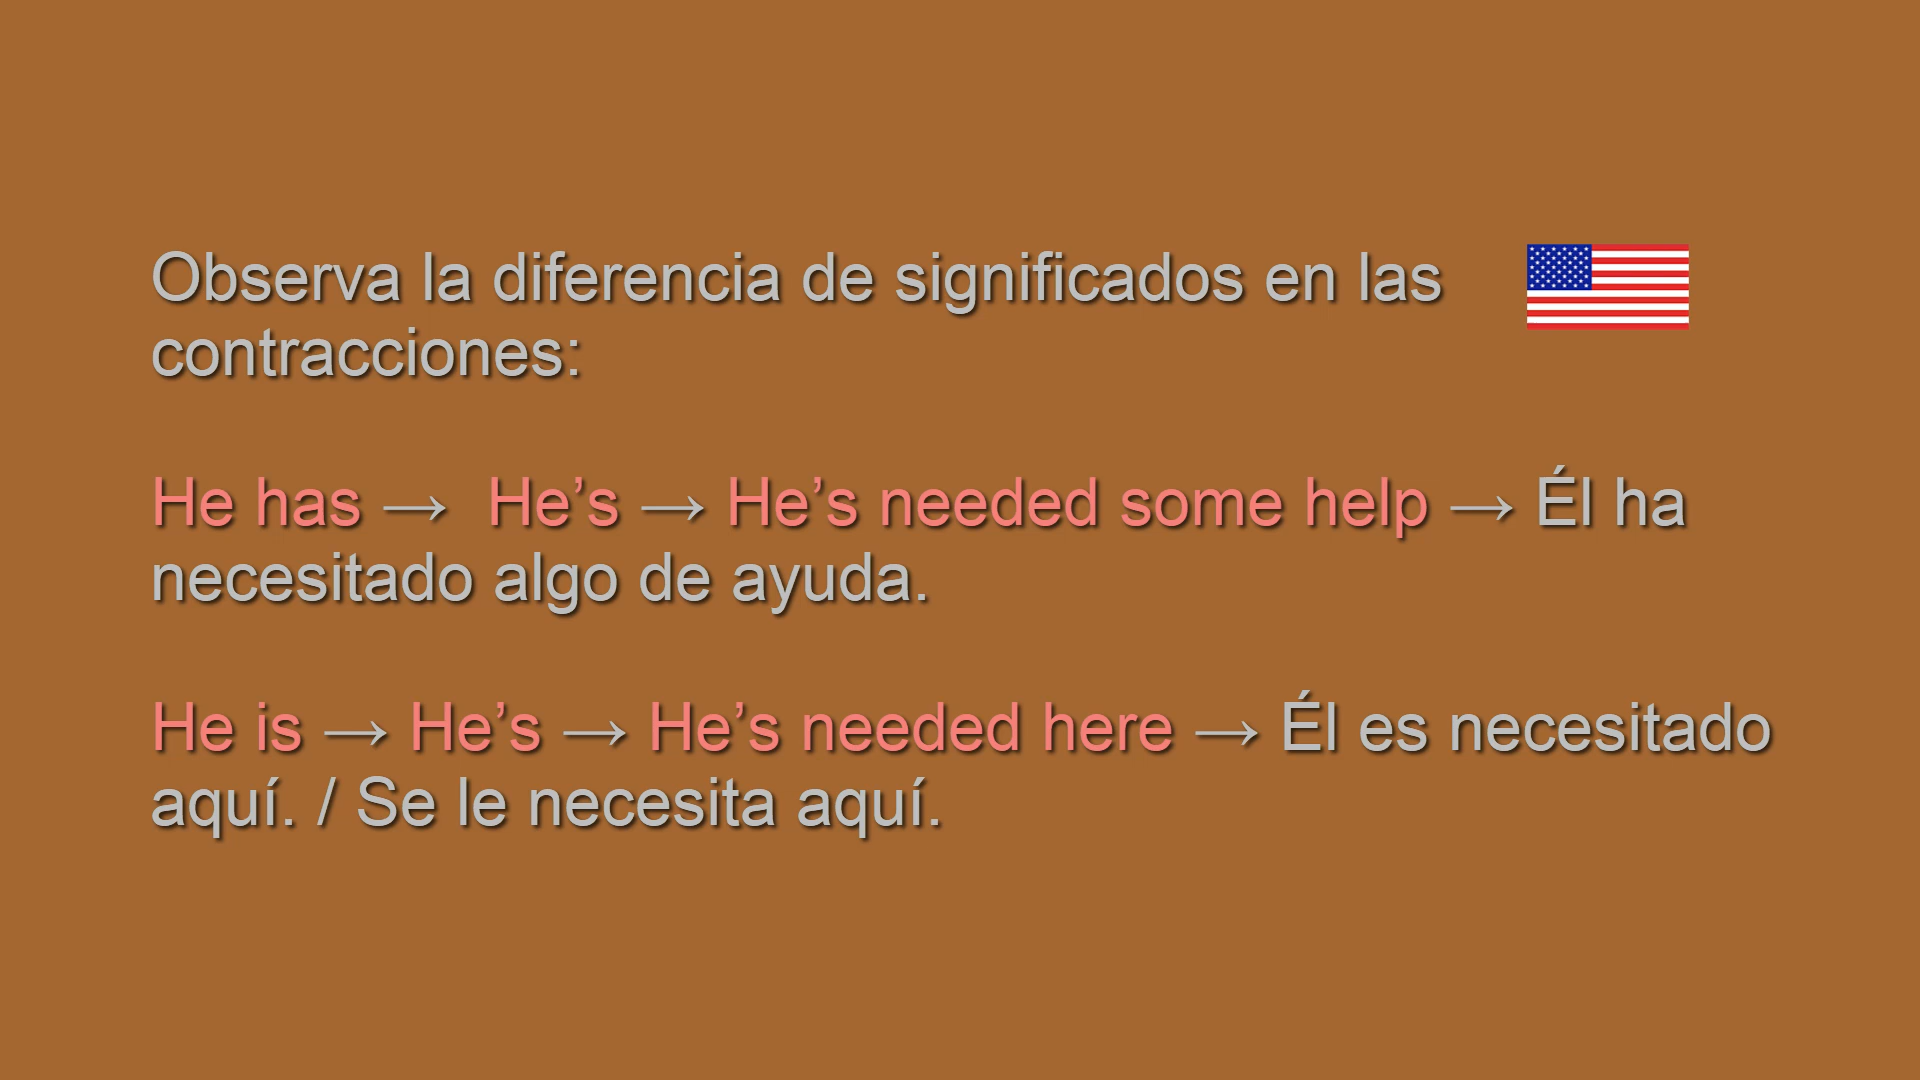 Observa la diferencia de significados en las
contracciones:
He has → He’s → He’s needed some help → Él ha
necesitado algo de ayuda.
He is → He’s → He’s needed here → Él es necesitado
aquí. / Se le necesita aquí.